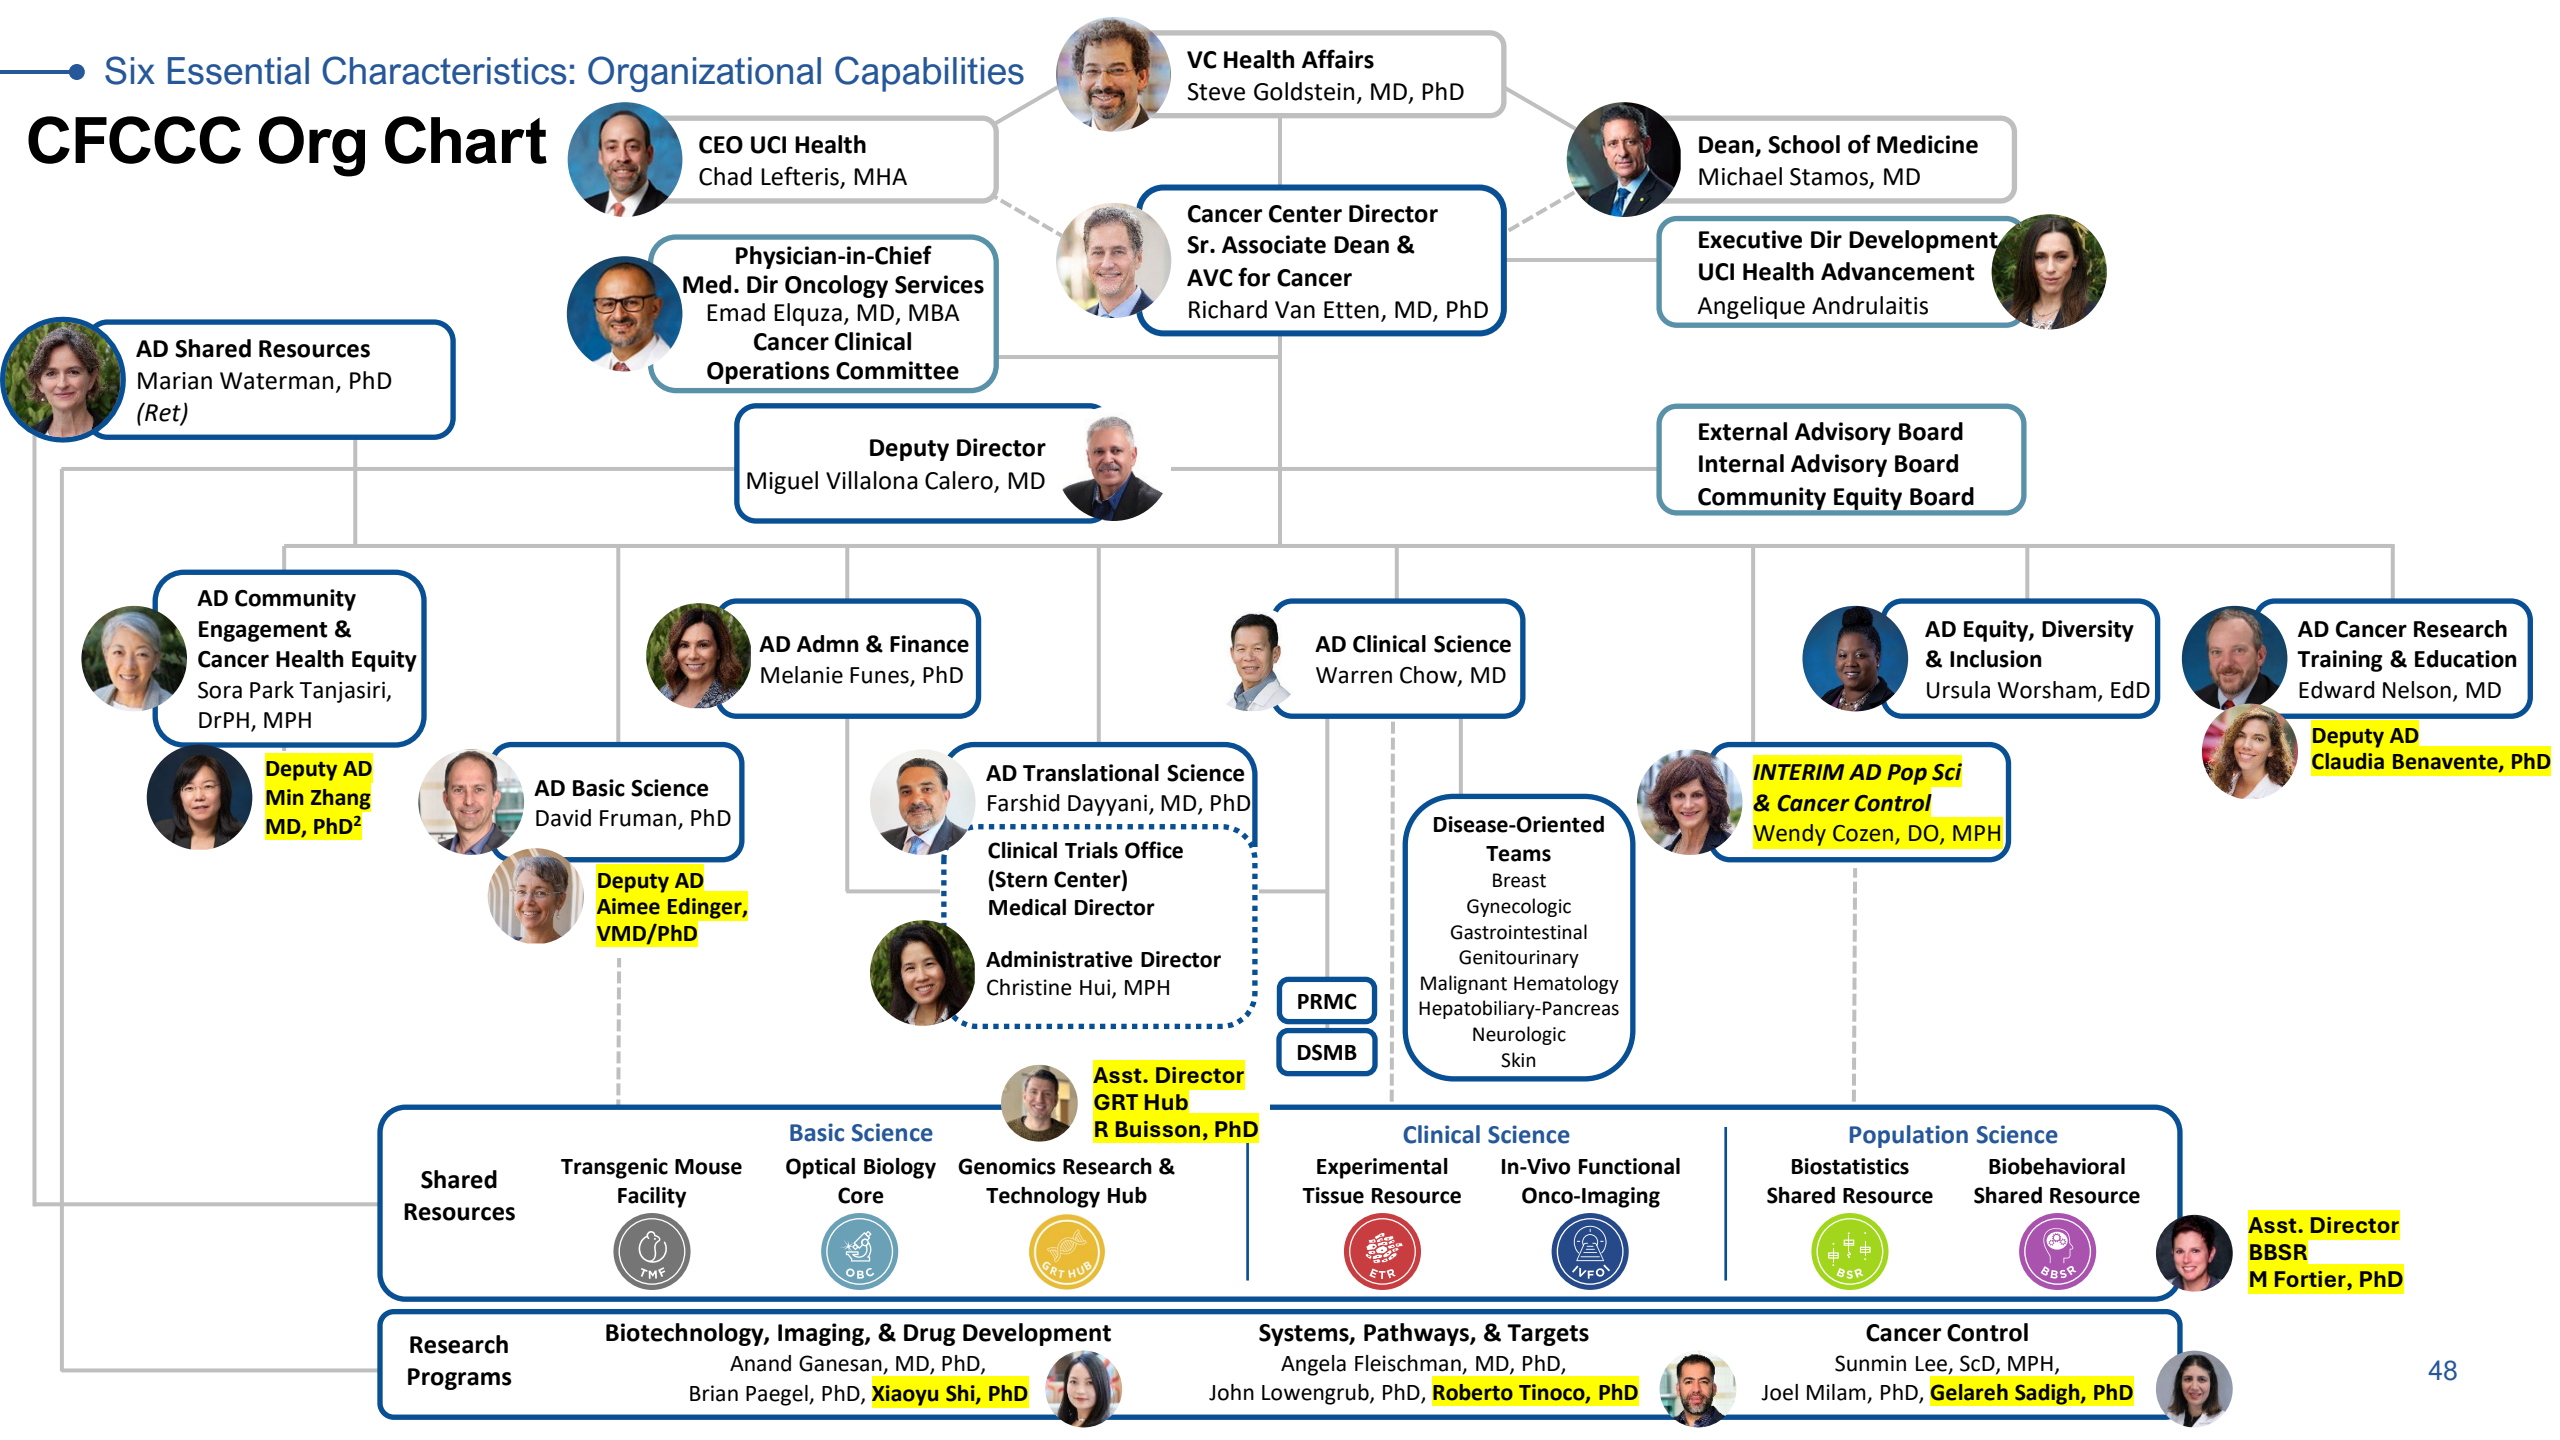 Six Essential Characteristics: Organizational Capabilities
CFCCC Org Chart
VC Health Affairs
Steve Goldstein, MD, PhD
CEO UCI Health
Chad Lefteris, MHA
Dean, School of Medicine
Michael Stamos, MD
Cancer Center Director
Sr. Associate Dean &
AVC for Cancer
Richard Van Etten, MD, PhD
Physician-in-Chief
Med. Dir Oncology Services
Emad Elquza, MD, MBA
Cancer Clinical
Operations Committee
Executive Dir Development
UCI Health Advancement
Angelique Andrulaitis
AD Shared Resources
Marian Waterman, PhD
(Ret)
Deputy Director
Miguel Villalona Calero, MD
External Advisory Board
Internal Advisory Board
Community Equity Board
AD Community
Engagement &
Cancer Health Equity
Sora Park Tanjasiri,
DrPH, MPH
Deputy AD
Min Zhang
MD, PhD²
AD Basic Science
David Fruman, PhD
Deputy AD
Aimee Edinger,
VMD/PhD
AD Admn & Finance
Melanie Funes, PhD
AD Translational Science
Farshid Dayyani, MD, PhD
Clinical Trials Office
(Stern Center)
Medical Director
Administrative Director
Christine Hui, MPH
AD Clinical Science
Warren Chow, MD
PRMC
DSMB
Disease-Oriented
Teams
Breast
Gynecologic
Gastrointestinal
Genitourinary
Malignant Hematology
Hepatobiliary-Pancreas
Neurologic
Skin
INTERIM AD Pop Sci
& Cancer Control
Wendy Cozen, DO, MPH
AD Equity, Diversity
& Inclusion
Ursula Worsham, EdD
AD Cancer Research
Training & Education
Edward Nelson, MD
Deputy AD
Claudia Benavente, PhD
Asst. Director
GRT Hub
R Buisson, PhD
Shared
Resources
Basic Science
Transgenic Mouse
Facility
TMF
Optical Biology
Core
OBC
Genomics Research &
Technology Hub
GRT HUB
Clinical Science
Experimental
Tissue Resource
ETR
In-Vivo Functional
Onco-Imaging
IVFOI
Population Science
Biostatistics
Shared Resource
BSR
Biobehavioral
Shared Resource
BBSR
Asst. Director
BBSR
M Fortier, PhD
Research
Programs
Biotechnology, Imaging, & Drug Development
Anand Ganesan, MD, PhD,
Brian Paegel, PhD, Xiaoyu Shi, PhD
Systems, Pathways, & Targets
Angela Fleischman, MD, PhD,
John Lowengrub, PhD, Roberto Tinoco, PhD
Cancer Control
Sunmin Lee, ScD, MPH,
Joel Milam, PhD, Gelareh Sadigh, PhD
48